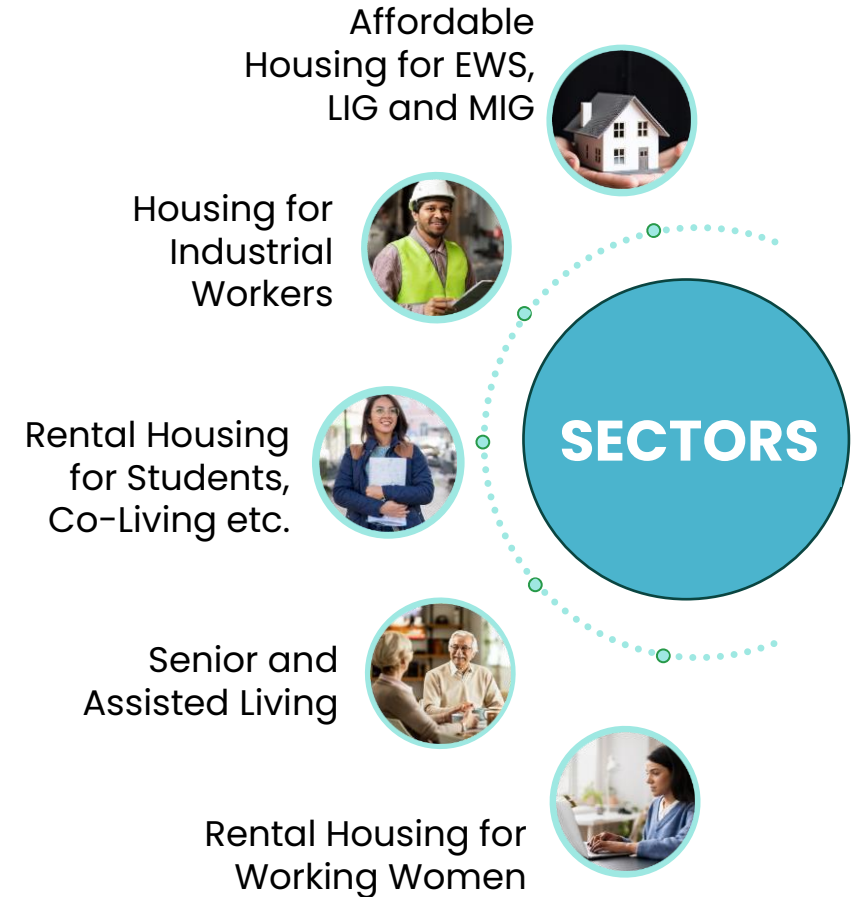 Affordable
Housing for EWS,
LIG and MIG
Housing for
Industrial
Workers
Rental Housing
for Students,
Co-Living etc.
SECTORS
Senior and
Assisted Living
Rental Housing for
Working Women